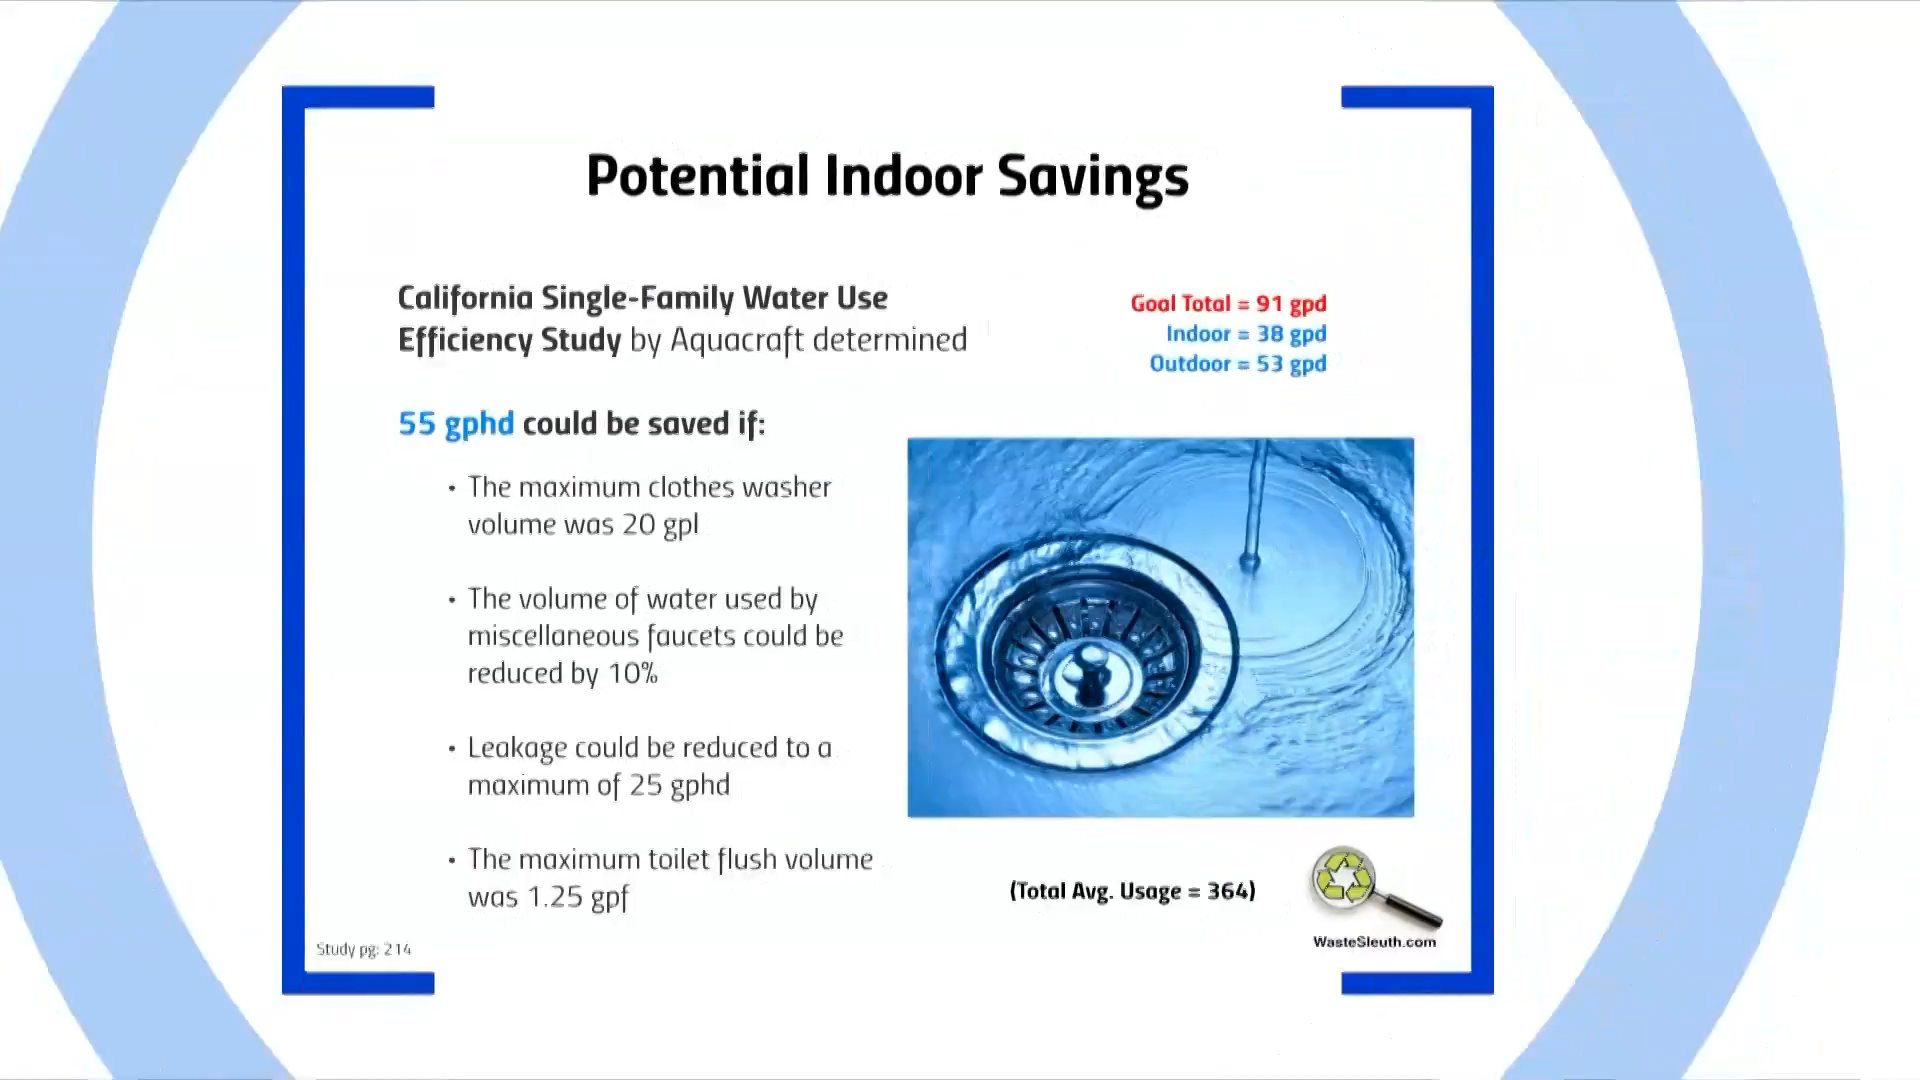 Potential Indoor Savings
California Single-Family Water Use
Efficiency Study by Aquacraft determined
Goal Total = 91 gpd
Indoor = 38 gpd
Outdoor = 53 gpd
55 gphd could be saved if:
• The maximum clothes washer
volume was 20 gpl
• The volume of water used by
miscellaneous faucets could be
reduced by 10%
• Leakage could be reduced to a
maximum of 25 gphd
• The maximum toilet flush volume
was 1.25 gpf
(Total Avg. Usage = 364)
WasteSleuth.com
Study pg: 214